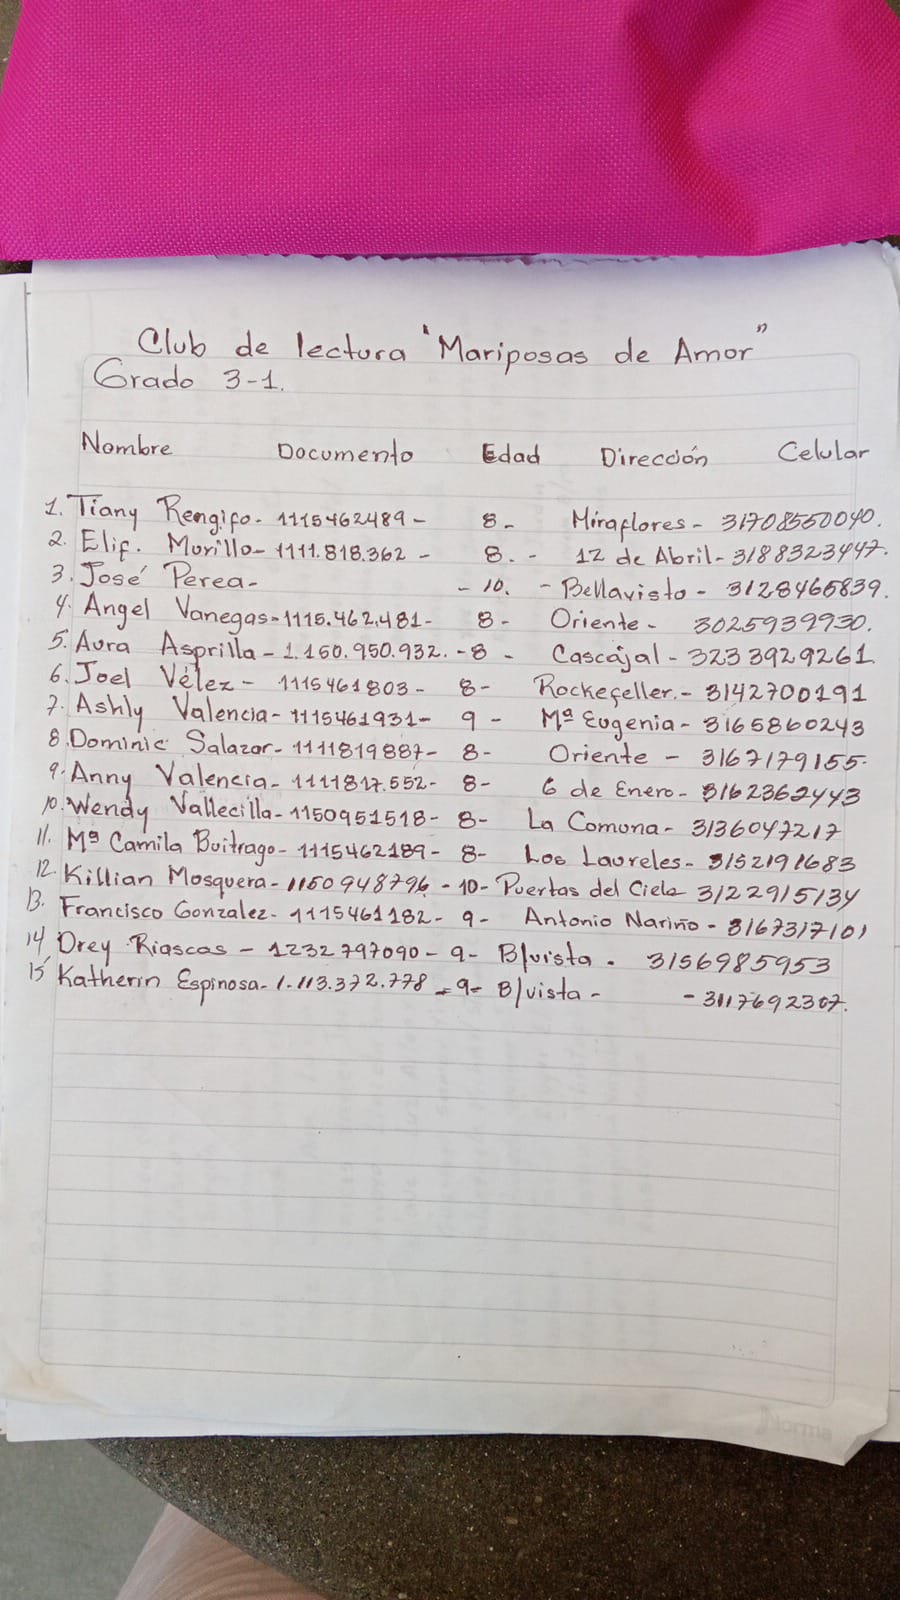 Club de lectura "Mariposas de Amor"
Grado 3-1.
Nombre Documento Edad Dirección Celular
1. Tiany Rengifo- 1115462489- 8- Miraflores- 31708550040.
2. Elif. Morillo- 1111.818.362 - 8. - 12 de Abril- 3188323447.
3. José Perea- - 10. - Bellavista - 3128465839.
4. Angel Vanegas- 1115.462.481- 8- Oriente - 3025939930.
5. Aura Asprilla - 1.150.950.932. -8 - Cascajal - 3233929261.
6. Joel Vélez - 1115461803- 8- Rockefeller.- 3142700191
7. Ashly Valencia- 1115461931- 9 - Mª Eugenia - 3165860243
8. Dominic Salazar- 1111819887- 8- Oriente - 3167179155.
9. Anny Valencia- 1111817.552- 8- 6 de Enero- 3162362443
10. Wendy Vallecilla- 1150951518- 8- La Comuna- 3136047217
11. Mª Camila Buitrago- 1115462189- 8- Los Laureles- 3152191683
12. Killian Mosquera- 1150948796 - 10- Puertas del Cielo 3122915134
13. Francisco Gonzalez- 1115461182- 9- Antonio Nariño - 3167317101
14 Drey Riascos - 1232797090- 9- B/vista - 3156985953
15 Katherin Espinosa- 1.113.372.778 - 9- B/vista - - 3117692307.
Norma